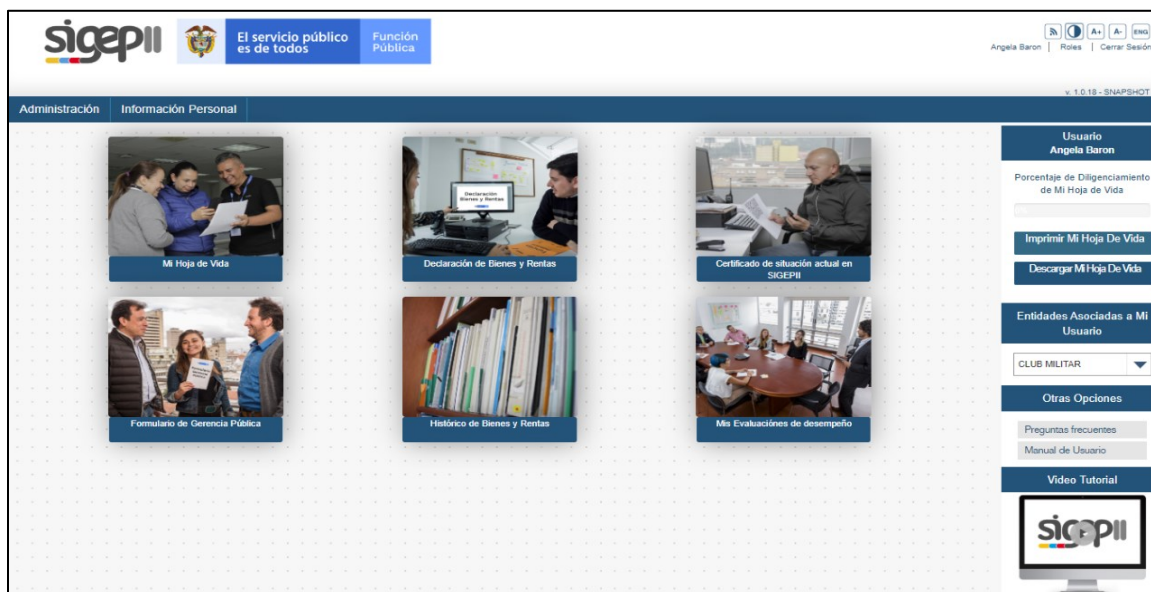 sigepII
El servicio público
es de todos
Función
Pública
A+ A- ENG
Angela Baron | Roles | Cerrar Sesión
v. 1.0.18 - SNAPSHOT
Administración Información Personal
Mi Hoja de Vida
Declaración
Bienes y Rentas
Declaración de Bienes y Rentas
Certificado de situación actual en
SIGEPII
Formulario de Gerencia Pública
Histórico de Bienes y Rentas
Mis Evaluaciónes de desempeño
Usuario
Angela Baron
Porcentaje de Diligenciamiento
de Mi Hoja de Vida
Imprimir Mi Hoja De Vida
Descargar Mi Hoja De Vida
Entidades Asociadas a Mi
Usuario
CLUB MILITAR
Otras Opciones
Preguntas frecuentes
Manual de Usuario
Video Tutorial
sigepII